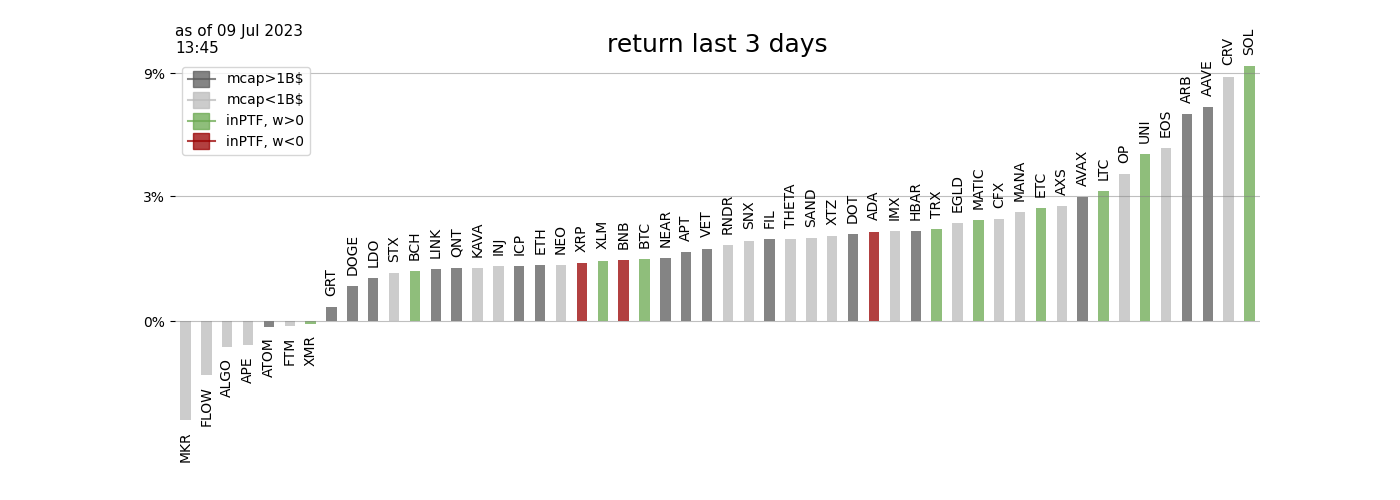 as of 09 Jul 2023
13:45
return last 3 days
mcap>1B$
mcap<1B$
inPTF, w>0
inPTF, w<0
9%
3%
0%
MKR
FLOW
ALGO
APE
ATOM
FTM
XMR
GRT
DOGE
LDO
STX
BCH
LINK
QNT
KAVA
INJ
ICP
ETH
NEO
XRP
XLM
BNB
BTC
NEAR
APT
VET
RNDR
SNX
FIL
THETA
SAND
XTZ
DOT
ADA
IMX
HBAR
TRX
EGLD
MATIC
CFX
MANA
ETC
AXS
AVAX
LTC
OP
UNI
EOS
ARB
AAVE
CRV
SOL